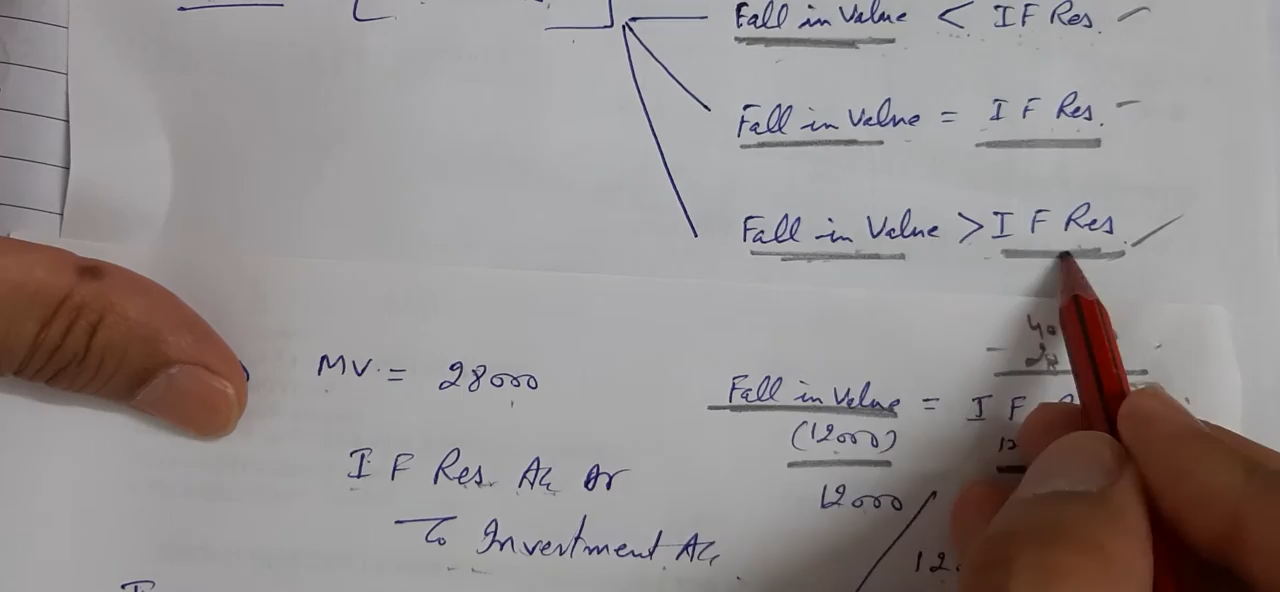 Fall in Value < I F Res.
Fall in Value = I F Res.
Fall in Value > I F Res.
MV. = 28000
Fall in Value = I F
(12000)
12000
I F Res. A/c Dr
To Investment A/c